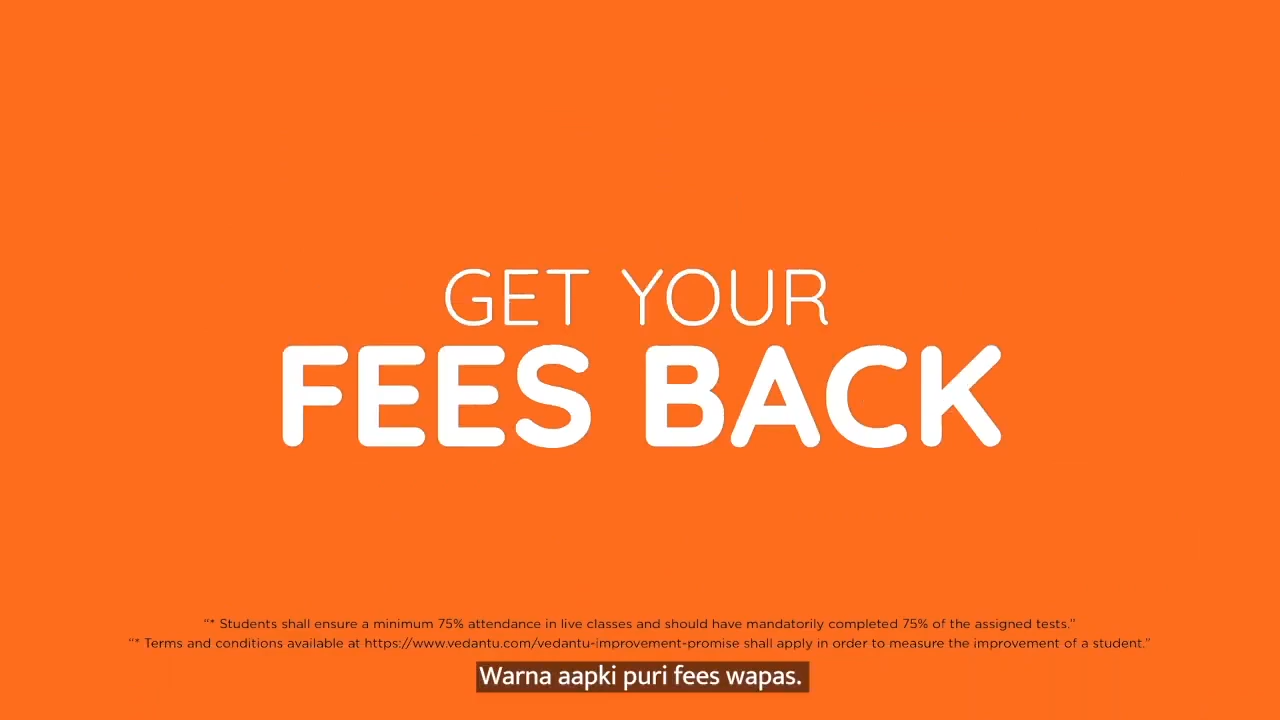 GET YOUR
FEES BACK
“* Students shall ensure a minimum 75% attendance in live classes and should have mandatorily completed 75% of the assigned tests.”
“* Terms and conditions available at https://www.vedantu.com/vedantu-improvement-promise shall apply in order to measure the improvement of a student.”
Warna aapki puri fees wapas.